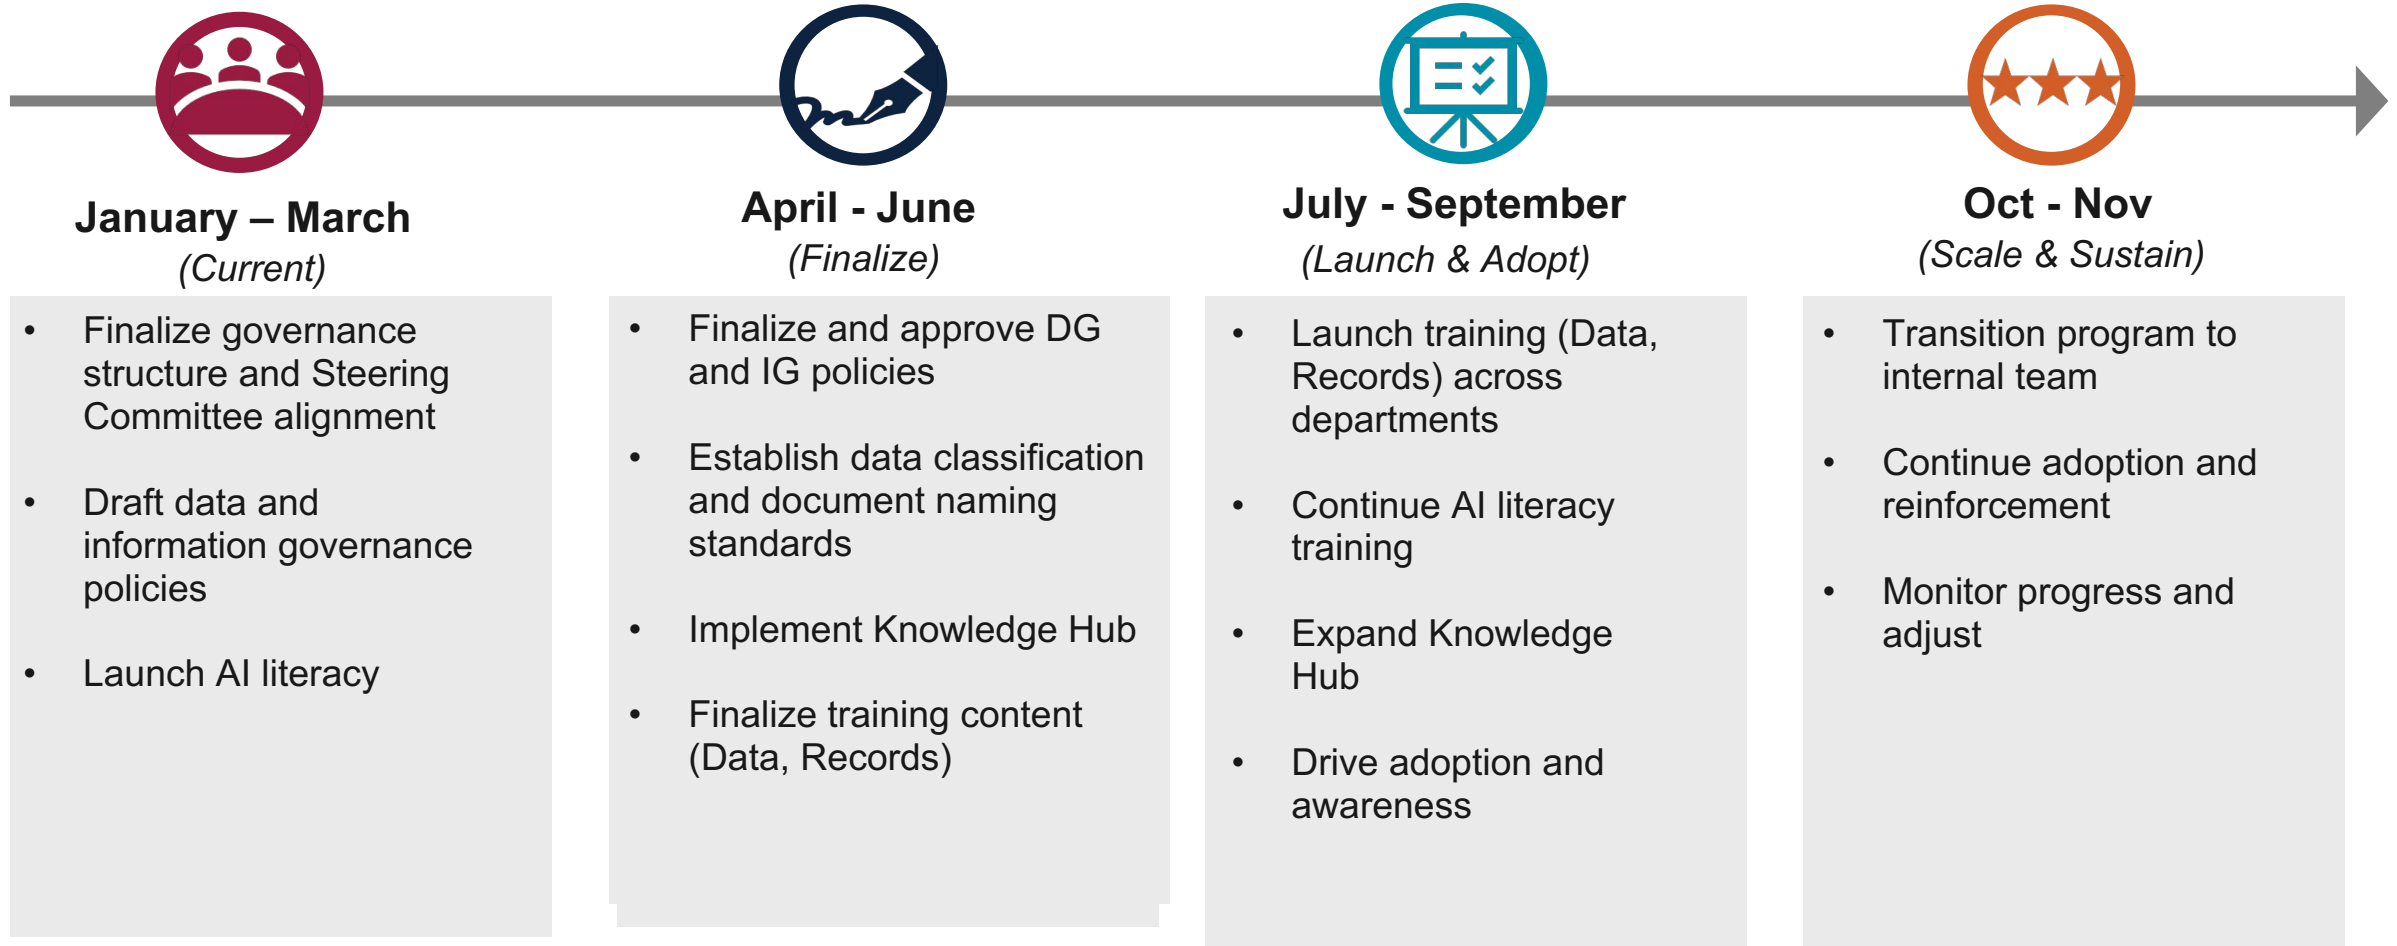 January – March
(Current)
• Finalize governance
structure and Steering
Committee alignment
• Draft data and
information governance
policies
• Launch AI literacy
April - June
(Finalize)
• Finalize and approve DG
and IG policies
• Establish data classification
and document naming
standards
• Implement Knowledge Hub
• Finalize training content
(Data, Records)
July - September
(Launch & Adopt)
• Launch training (Data,
Records) across
departments
• Continue AI literacy
training
• Expand Knowledge
Hub
• Drive adoption and
awareness
Oct - Nov
(Scale & Sustain)
• Transition program to
internal team
• Continue adoption and
reinforcement
• Monitor progress and
adjust